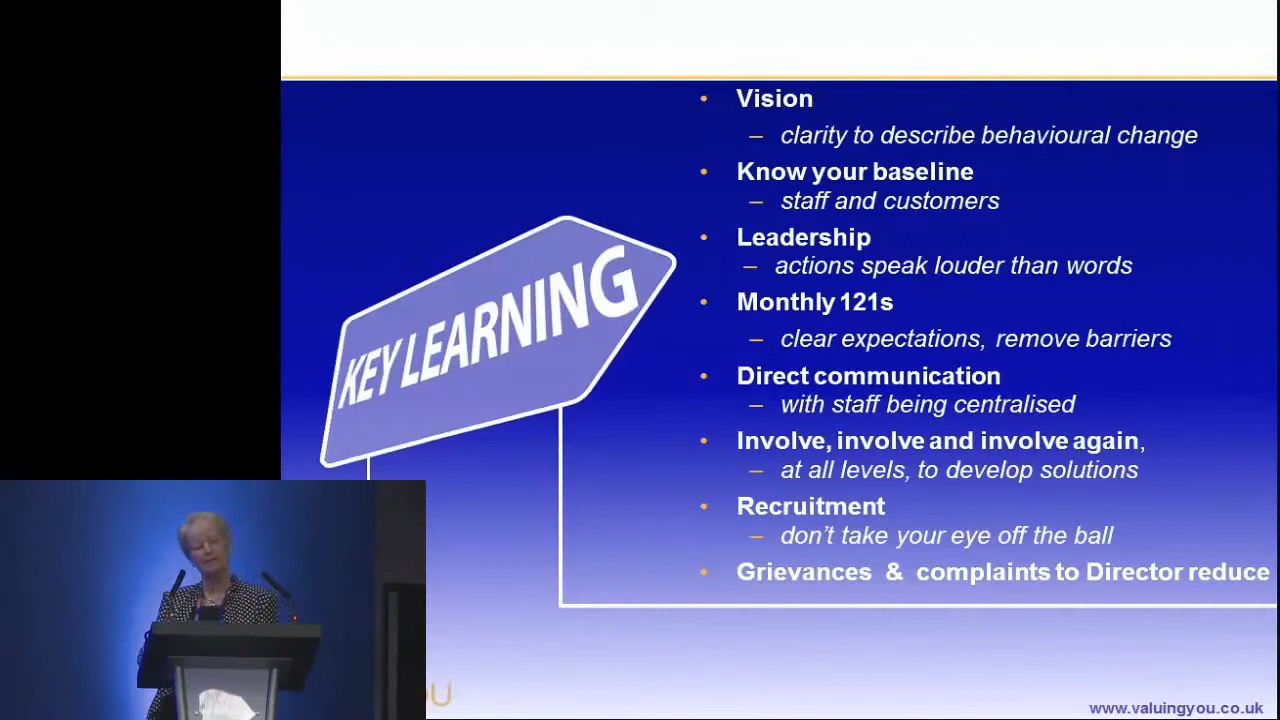 KEY LEARNING
• Vision
– clarity to describe behavioural change
• Know your baseline
– staff and customers
• Leadership
– actions speak louder than words
• Monthly 121s
– clear expectations, remove barriers
• Direct communication
– with staff being centralised
• Involve, involve and involve again,
– at all levels, to develop solutions
• Recruitment
– don't take your eye off the ball
• Grievances & complaints to Director reduce
OU
www.valuingyou.co.uk